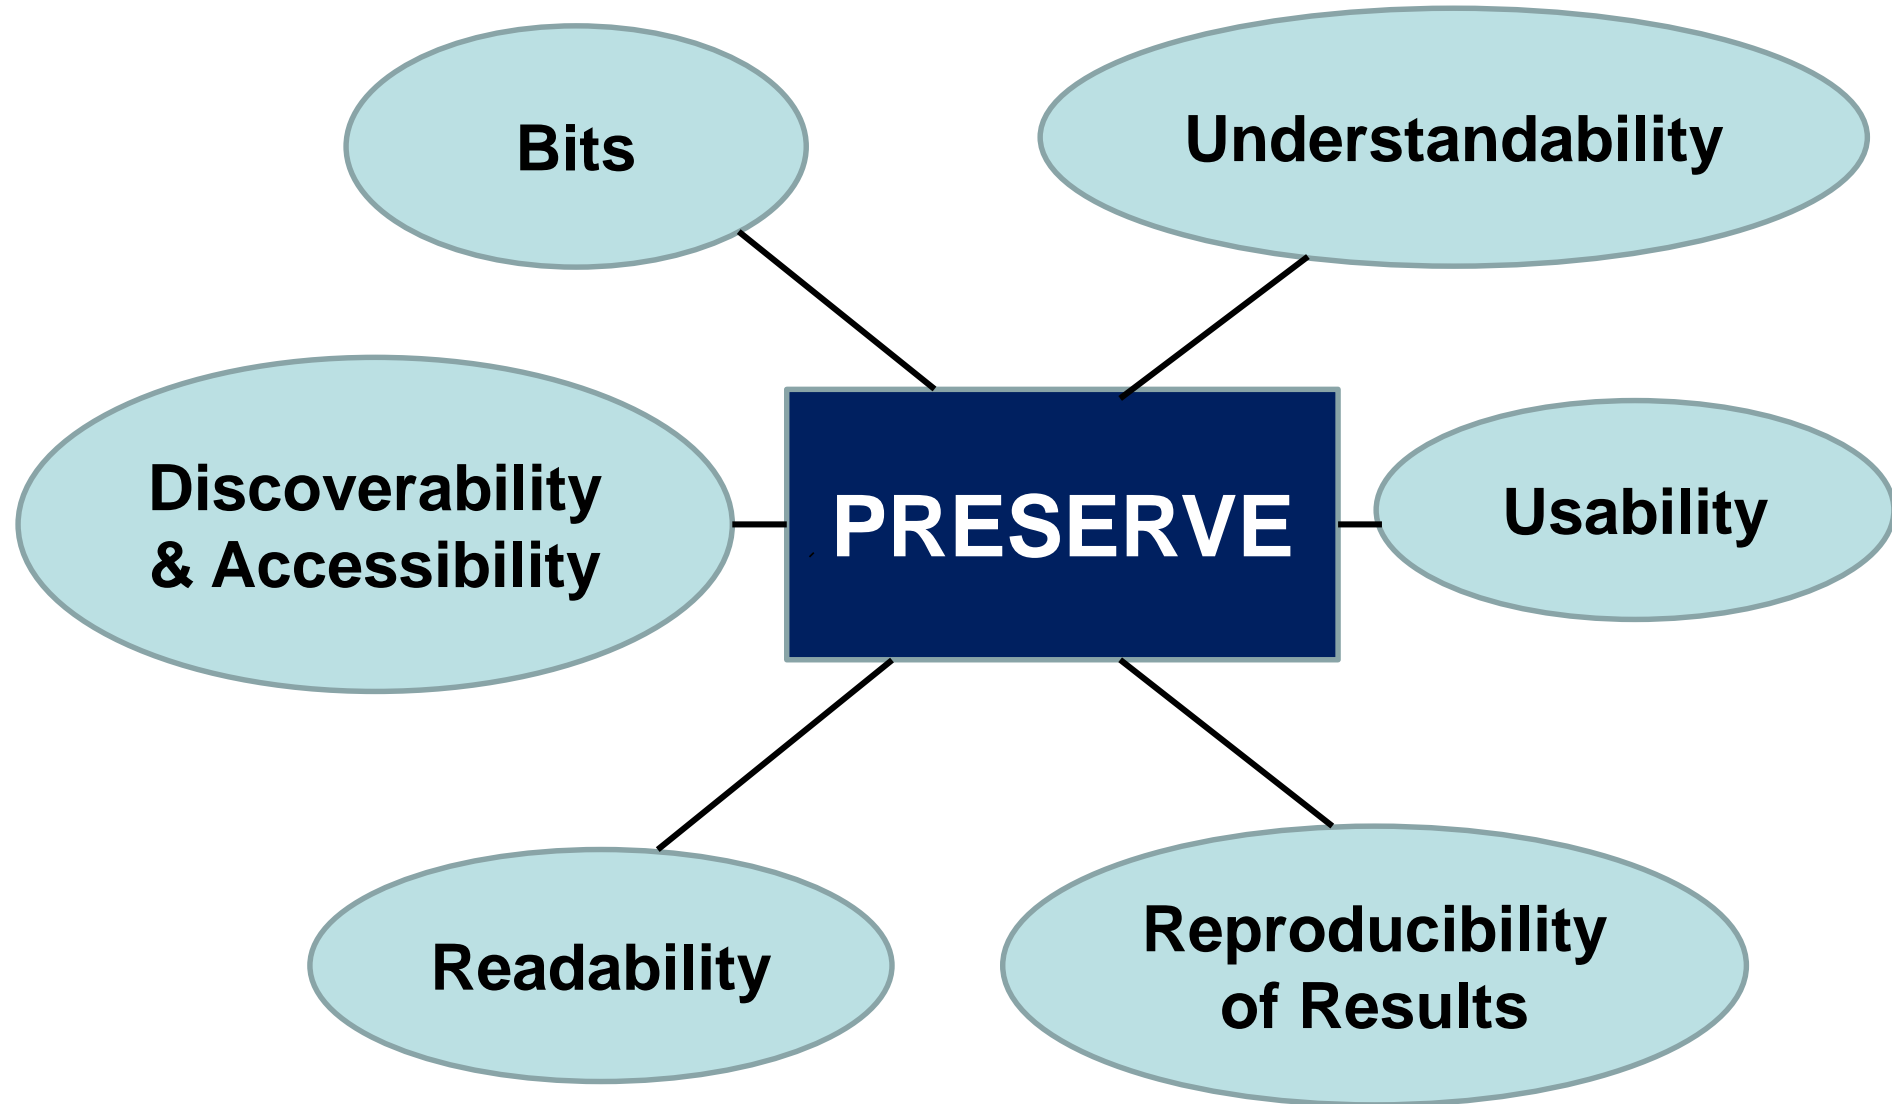 Bits
Understandability
Discoverability
& Accessibility
PRESERVE
Usability
Readability
Reproducibility
of Results